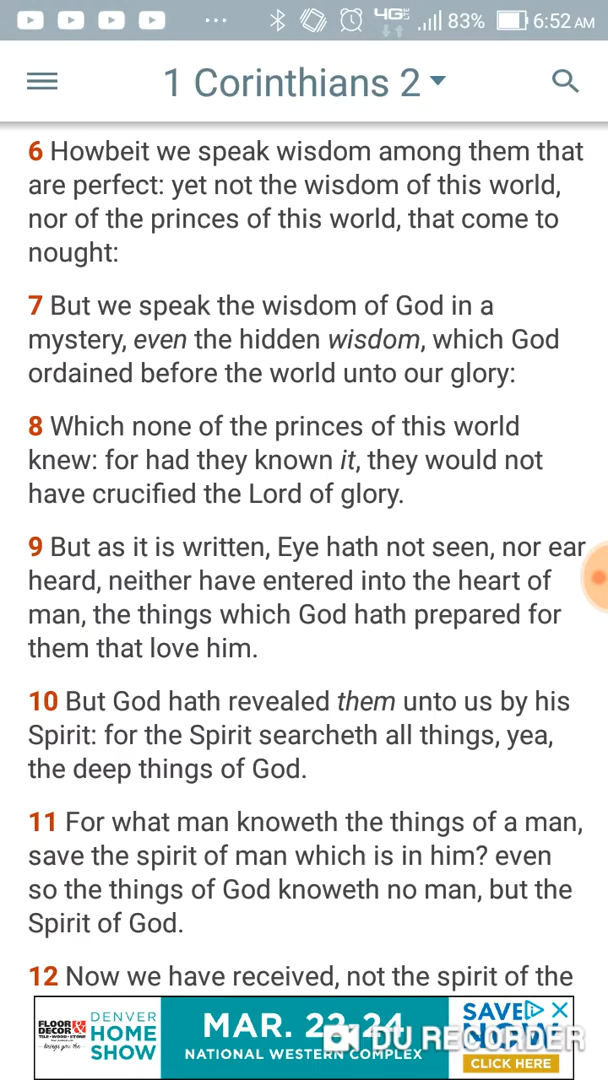 4GE 83% 6:52 AM
1 Corinthians 2
6 Howbeit we speak wisdom among them that
are perfect: yet not the wisdom of this world,
nor of the princes of this world, that come to
nought:
7 But we speak the wisdom of God in a
mystery, even the hidden wisdom, which God
ordained before the world unto our glory:
8 Which none of the princes of this world
knew: for had they known it, they would not
have crucified the Lord of glory.
9 But as it is written, Eye hath not seen, nor ear
heard, neither have entered into the heart of
man, the things which God hath prepared for
them that love him.
10 But God hath revealed them unto us by his
Spirit: for the Spirit searcheth all things, yea,
the deep things of God.
11 For what man knoweth the things of a man,
save the spirit of man which is in him? even
so the things of God knoweth no man, but the
Spirit of God.
12 Now we have received, not the spirit of the
FLOOR
DECOR
brings you the
DENVER
HOME
SHOW
MAR. 22-24
NATIONAL WESTERN COMPLEX
SAVE
NOW
CLICK HERE
DU RECORDER